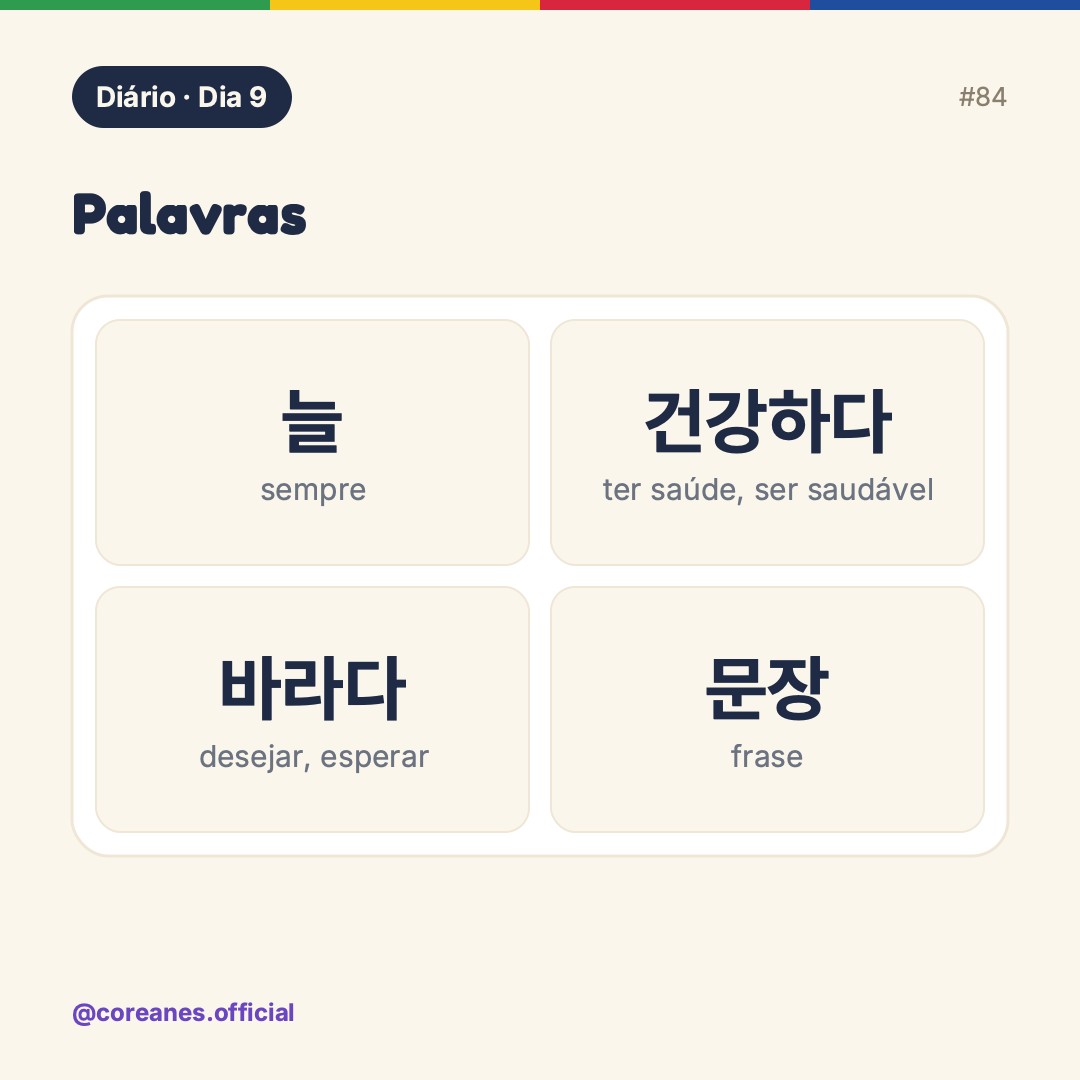 Diário · Dia 9
#84
Palavras
늘
sempre
건강하다
ter saúde, ser saudável
바라다
desejar, esperar
문장
frase
@coreanes.official